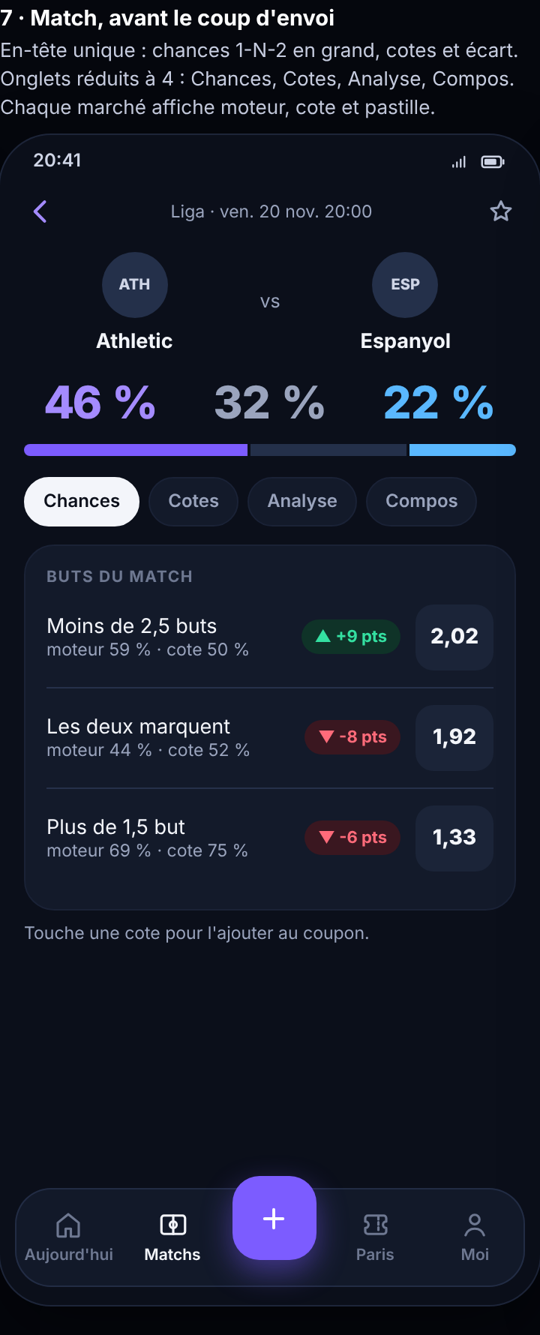 7 · Match, avant le coup d'envoi
En-tête unique : chances 1-N-2 en grand, cotes et écart.
Onglets réduits à 4 : Chances, Cotes, Analyse, Compos.
Chaque marché affiche moteur, cote et pastille.
20:41
Liga · ven. 20 nov. 20:00
ATH vs ESP
Athletic Espanyol
46 % 32 % 22 %
Chances Cotes Analyse Compos
BUTS DU MATCH
Moins de 2,5 buts
moteur 59 % · cote 50 %
▲ +9 pts 2,02
Les deux marquent
moteur 44 % · cote 52 %
▼ -8 pts 1,92
Plus de 1,5 but
moteur 69 % · cote 75 %
▼ -6 pts 1,33
Touche une cote pour l'ajouter au coupon.
+
Aujourd'hui Matchs Paris Moi